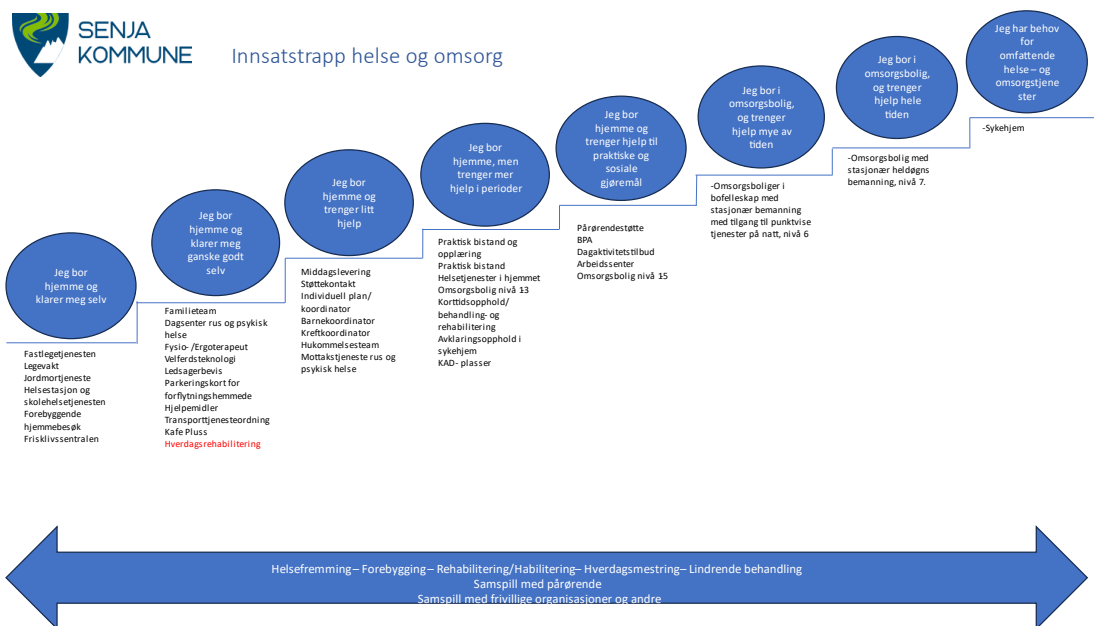 SENJA
KOMMUNE
Innsatstrapp helse og omsorg
Jeg bor
hjemme og
klarer meg selv
Fastlegetjenesten
Legevakt
Jordmortjeneste
Helsestasjon og
skolehelsetjenesten
Forebyggende
hjemmebesøk
Frisklivssentralen
Jeg bor
hjemme og
klarer meg
ganske godt
selv
Familieteam
Dagsenter rus og psykisk
helse
Fysio- /Ergoterapeut
Velferdsteknologi
Ledsagerbevis
Parkeringskort for
forflytningshemmede
Hjelpemidler
Transporttjenesteordning
Kafe Pluss
Hverdagsrehabilitering
Jeg bor
hjemme og
trenger litt
hjelp
Middagslevering
Støttekontakt
Individuell plan/
koordinator
Barnekoordinator
Kreftkoordinator
Hukommelsesteam
Mottakstjeneste rus og
psykisk helse
Jeg bor
hjemme, men
trenger mer
hjelp i perioder
Praktisk bistand og
opplæring
Praktisk bistand
Helsetjenester i hjemmet
Omsorgsbolig nivå 13
Korttidsopphold/
behandling- og
rehabilitering
Avklaringsopphold i
sykehjem
KAD- plasser
Jeg bor
hjemme og
trenger hjelp til
praktiske og
sosiale
gjøremål
Pårørendestøtte
BPA
Dagaktivitetstilbud
Arbeidssenter
Omsorgsbolig nivå 15
Jeg bor i
omsorgsbolig,
og trenger
hjelp mye av
tiden
-Omsorgsboliger i
bofelleskap med
stasjonær bemanning
med tilgang til punktvise
tjenester på natt, nivå 6
Jeg bor i
omsorgsbolig,
og trenger
hjelp hele
tiden
-Omsorgsbolig med
stasjonær heldøgns
bemanning, nivå 7.
Jeg har behov
for
omfattende
helse – og
omsorgstjene
ster
-Sykehjem
Helsefremming – Forebygging – Rehabilitering/Habilitering – Hverdagsmestring – Lindrende behandling
Samspill med pårørende
Samspill med frivillige organisasjoner og andre